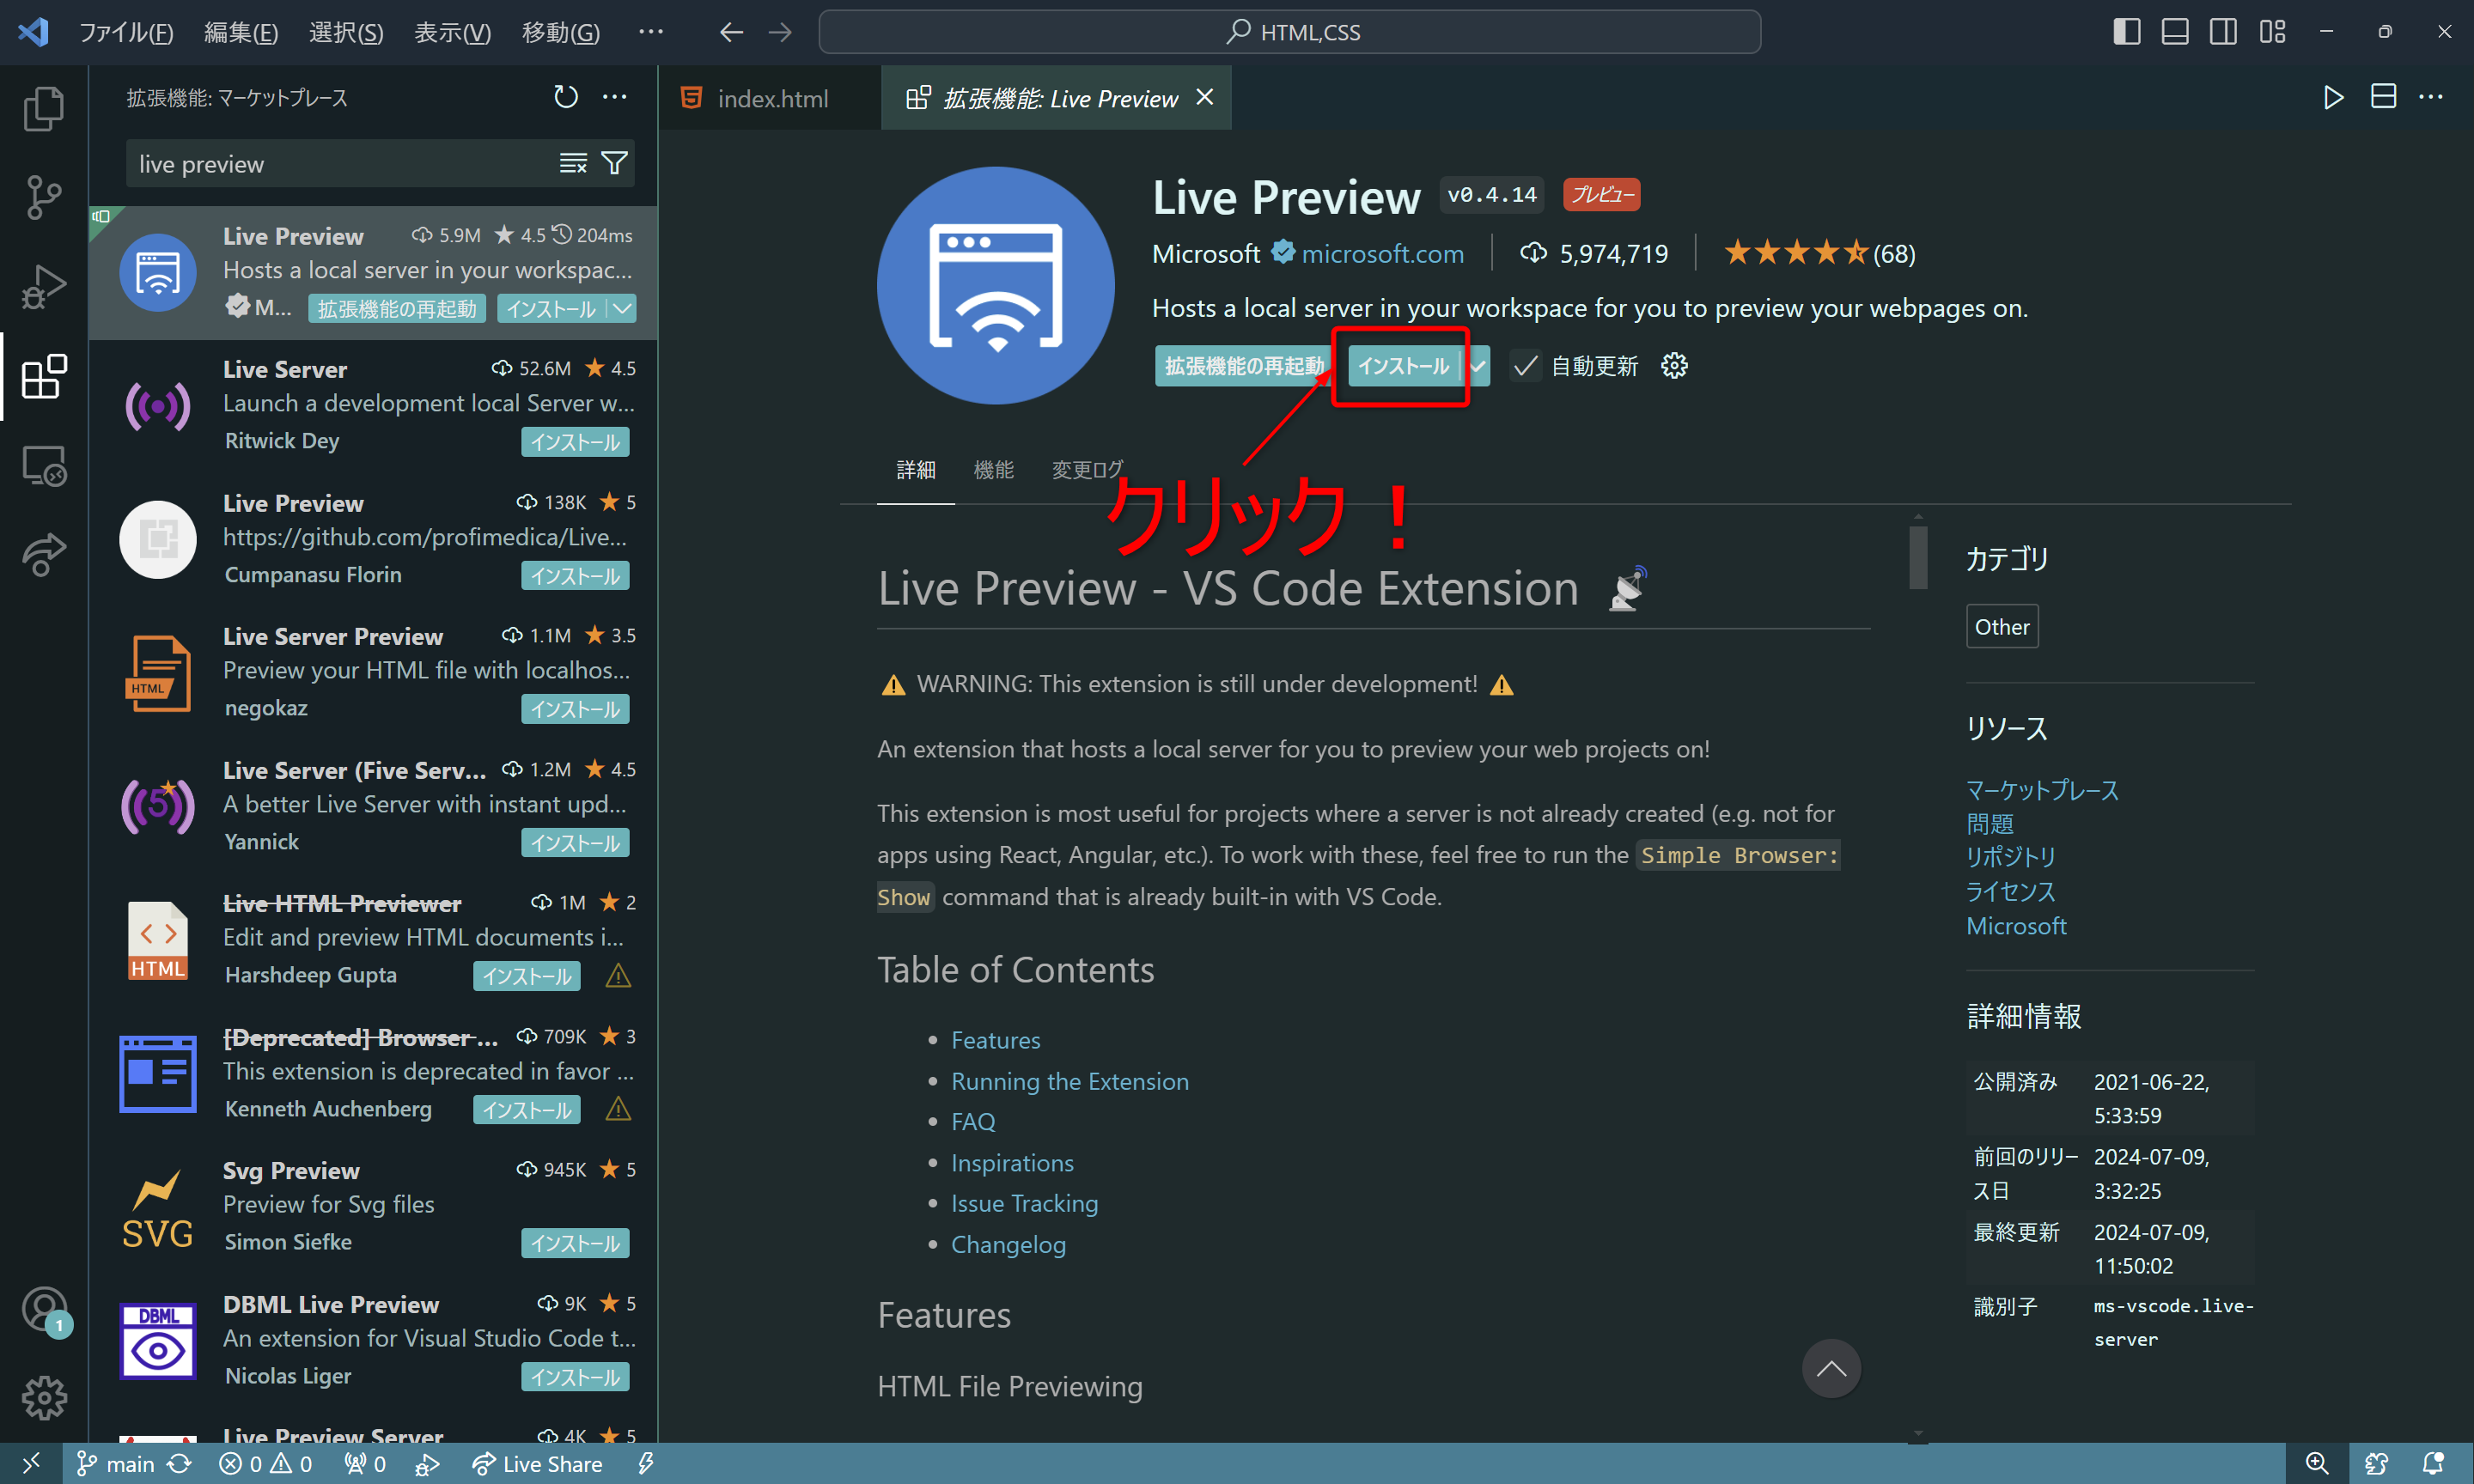 ファイル(F) 編集(E) 選択(S) 表示(V) 移動(G) ··· HTML,CSS
拡張機能: マーケットプレース
live preview
Live Preview 5.9M 4.5 204ms
Hosts a local server in your workspac...
M... 拡張機能の再起動 インストール
Live Server 52.6M 4.5
Launch a development local Server w...
Ritwick Dey インストール
Live Preview 138K 5
https://github.com/profimedica/Live...
Cumpanasu Florin インストール
Live Server Preview 1.1M 3.5
Preview your HTML file with localhos...
HTML
negokaz インストール
Live Server (Five Serv... 1.2M 4.5
5
A better Live Server with instant upd...
Yannick インストール
Live HTML Previewer 1M 2
Edit and preview HTML documents i...
HTML
Harshdeep Gupta インストール
[Deprecated] Browser ... 709K 3
This extension is deprecated in favor ...
Kenneth Auchenberg インストール
Svg Preview 945K 5
Preview for Svg files
SVG
Simon Siefke インストール
DBML Live Preview 9K 5
DBML
An extension for Visual Studio Code t...
Nicolas Liger インストール
Live Preview Server 4K 5
1
index.html
拡張機能: Live Preview
Live Preview v0.4.14 プレビュー
Microsoft microsoft.com 5,974,719 (68)
Hosts a local server in your workspace for you to preview your webpages on.
拡張機能の再起動 インストール 自動更新
クリック！
詳細 機能 変更ログ
Live Preview - VS Code Extension
WARNING: This extension is still under development!
An extension that hosts a local server for you to preview your web projects on!
This extension is most useful for projects where a server is not already created (e.g. not for
apps using React, Angular, etc.). To work with these, feel free to run the Simple Browser:
Show command that is already built-in with VS Code.
Table of Contents
• Features
• Running the Extension
• FAQ
• Inspirations
• Issue Tracking
• Changelog
Features
HTML File Previewing
カテゴリ
Other
リソース
マーケットプレース
問題
リポジトリ
ライセンス
Microsoft
詳細情報
公開済み 2021-06-22,
5:33:59
前回のリリー 2024-07-09,
ス日 3:32:25
最終更新 2024-07-09,
11:50:02
識別子 ms-vscode.live-
server
main 0 0 0 Live Share